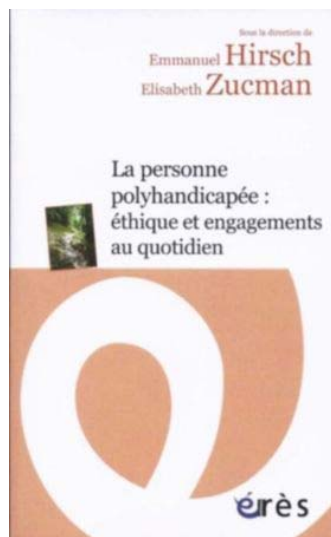 Sous la direction de
Emmanuel Hirsch
Elisabeth Zucman
La personne
polyhandicapée :
éthique et engagements
au quotidien
érès